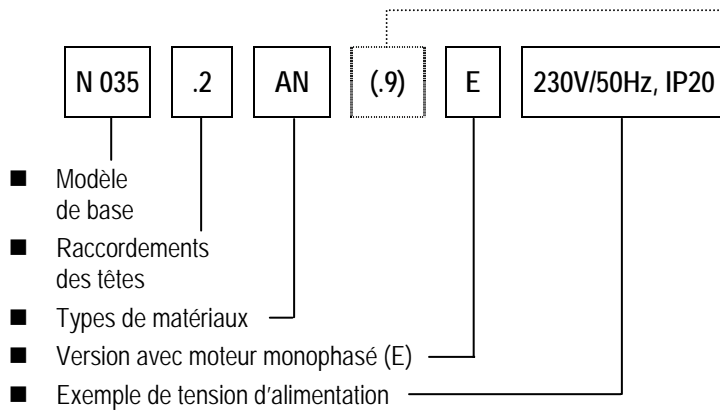 N 035 .2 AN (.9) E 230V/50Hz, IP20
■ Modèle
de base
■ Raccordements
des têtes
■ Types de matériaux
■ Version avec moteur monophasé (E)
■ Exemple de tension d’alimentation